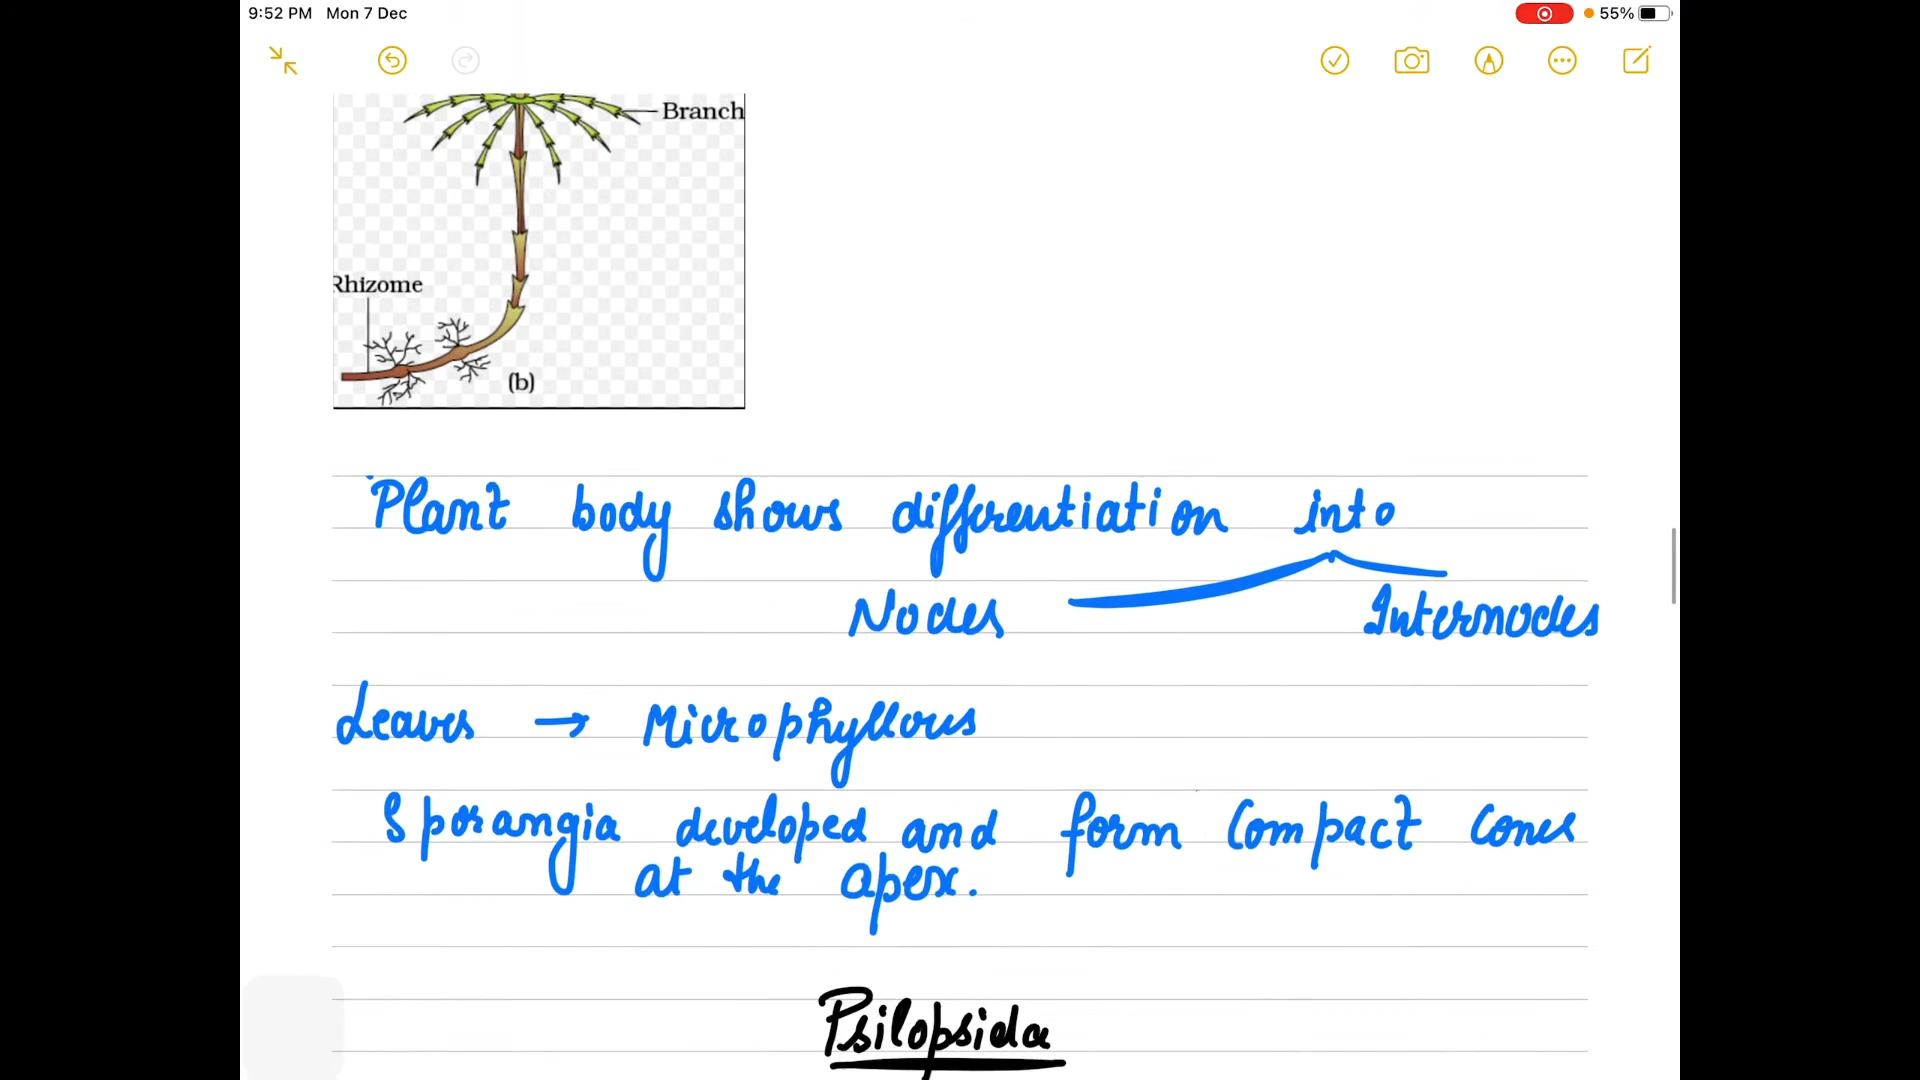 9:52 PM Mon 7 Dec
55%
Branch
Rhizome
(b)
Plant body shows differentiation into
Nodes Internodes
Leaves → Microphyllous
Sporangia developed and form Compact Cones
at the apex.
Psilopsida